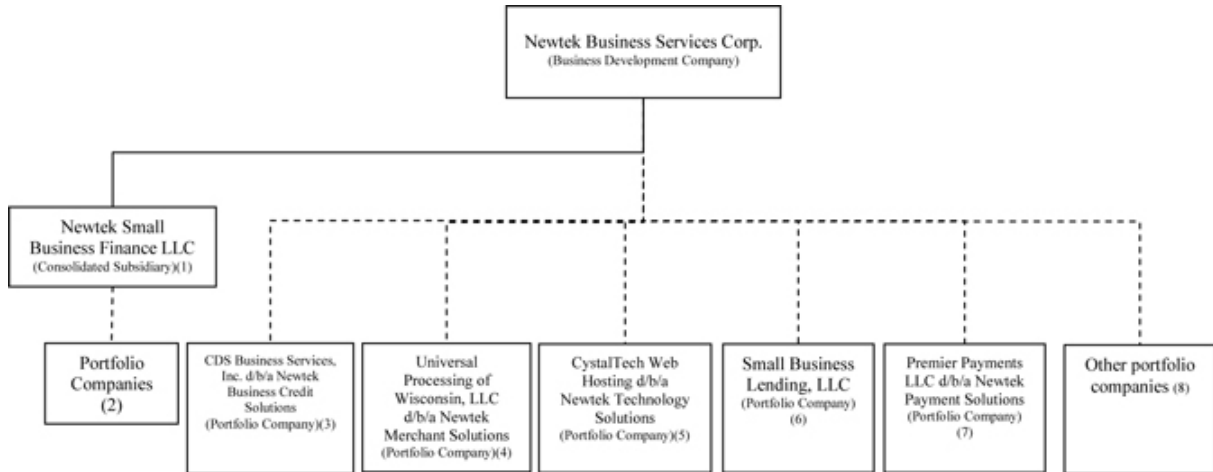 Newtek Business Services Corp.
(Business Development Company)
Newtek Small
Business Finance LLC
(Consolidated Subsidiary)(1)
Portfolio
Companies
(2)
CDS Business Services,
Inc. d/b/a Newtek
Business Credit
Solutions
(Portfolio Company)(3)
Universal
Processing of
Wisconsin, LLC
d/b/a Newtek
Merchant Solutions
(Portfolio Company)(4)
CystalTech Web
Hosting d/b/a
Newtek Technology
Solutions
(Portfolio Company)(5)
Small Business
Lending, LLC
(Portfolio Company)
(6)
Premier Payments
LLC d/b/a Newtek
Payment Solutions
(Portfolio Company)
(7)
Other portfolio
companies (8)